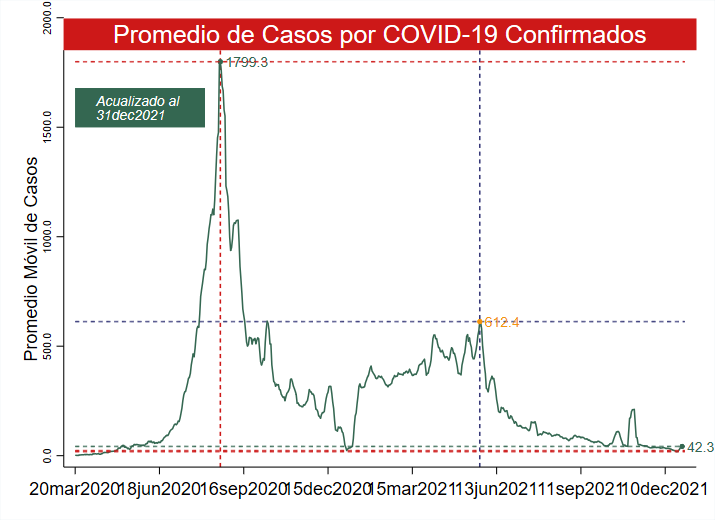 Promedio de Casos por COVID-19 Confirmados
2000.0
1799.3
Acualizado al
31dec2021
1500.0
1000.0
Promedio Móvil de Casos
612.4
500.0
42.3
0.0
20mar2020 18jun2020 16sep2020 15dec2020 15mar2021 13jun2021 11sep2021 10dec2021